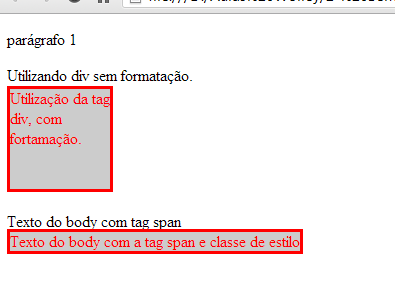 parágrafo 1
Utilizando div sem formatação.
Utilização da tag
div, com
fortamação.
Texto do body com tag span
Texto do body com a tag span e classe de estilo